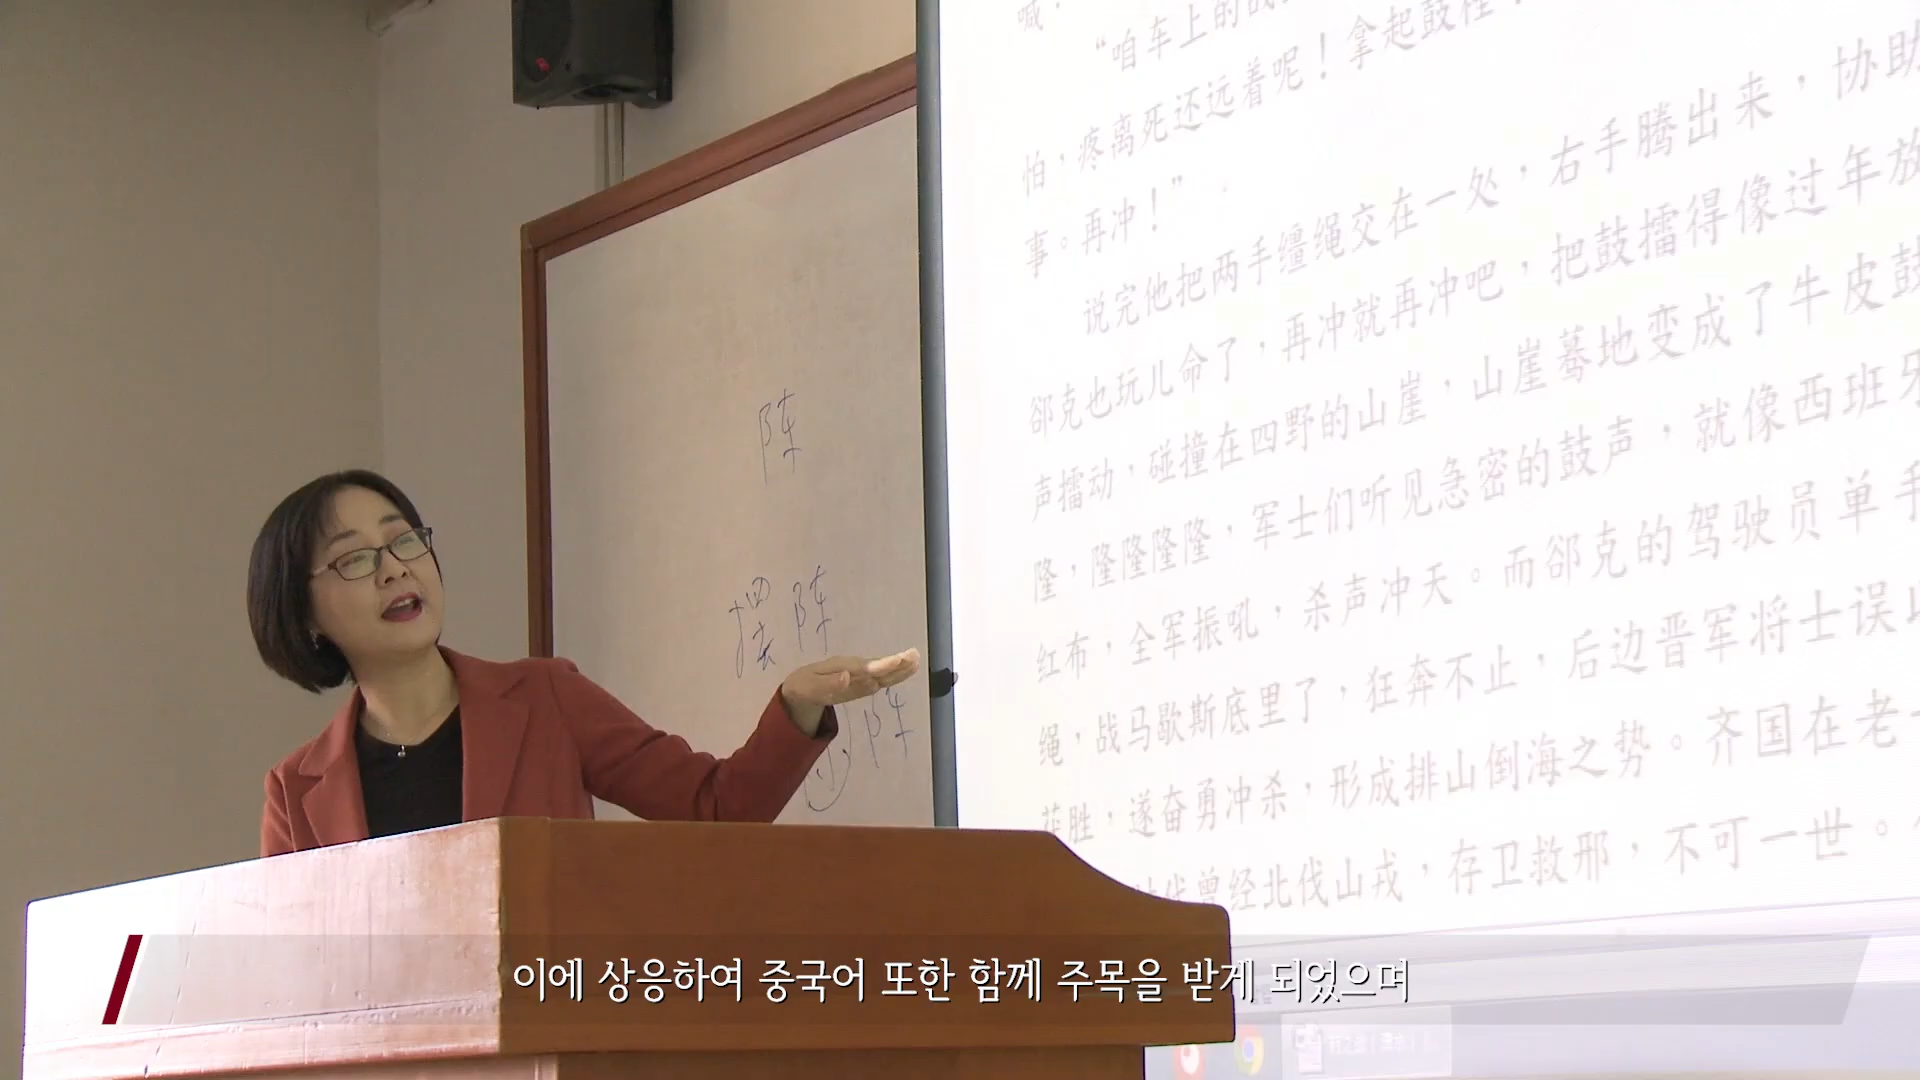 喊，
“咱车上的战
怕，疼离死还远着呢！拿起鼓槌，
事。再冲！”
说完他把两手缰绳交在一处，右手腾出来，协助
郤克也玩儿命了，再冲就再冲吧，把鼓擂得像过年放
声擂动，碰撞在四野的山崖，山崖蓦地变成了牛皮鼓
隆，隆隆隆隆，军士们听见急密的鼓声，就像西班牙
红布，全军振吼，杀声冲天。而郤克的驾驶员单手
绳，战马歇斯底里了，狂奔不止，后边晋军将士误以
获胜，遂奋勇冲杀，形成排山倒海之势。齐国在老
曾经北伐山戎，存卫救邢，不可一世。
陈
摆阵
阵
이에 상응하여 중국어 또한 함께 주목을 받게 되었으며